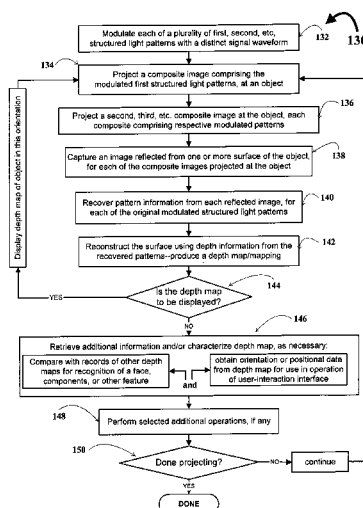 130
Modulate each of a plurality of first, second, etc,
structured light patterns with a distinct signal waveform
132
134
Project a composite image comprising the
modulated first structured light patterns, at an object
Project a second, third, etc. composite image at the object, each
composite comprising respective modulated patterns
136
Capture an image reflected from one or more surface of the object,
for each of the composite images projected at the object
138
Recover pattern information from each reflected image, for
each of the original modulated structured light patterns
140
Reconstruct the surface using depth information from the
recovered patterns--produce a depth map/mapping
142
Display depth map of object in this orientation
Is the depth map
to be displayed?
144
YES
NO
146
Retrieve additional information and/or characterize depth map, as necessary:
Compare with records of other depth
maps for recognition of a face,
components, or other feature
and
obtain orientation or positional data
from depth map for use in operation
of user-interaction interface
148
Perform selected additional operations, if any
150
Done projecting?
NO
continue
YES
DONE